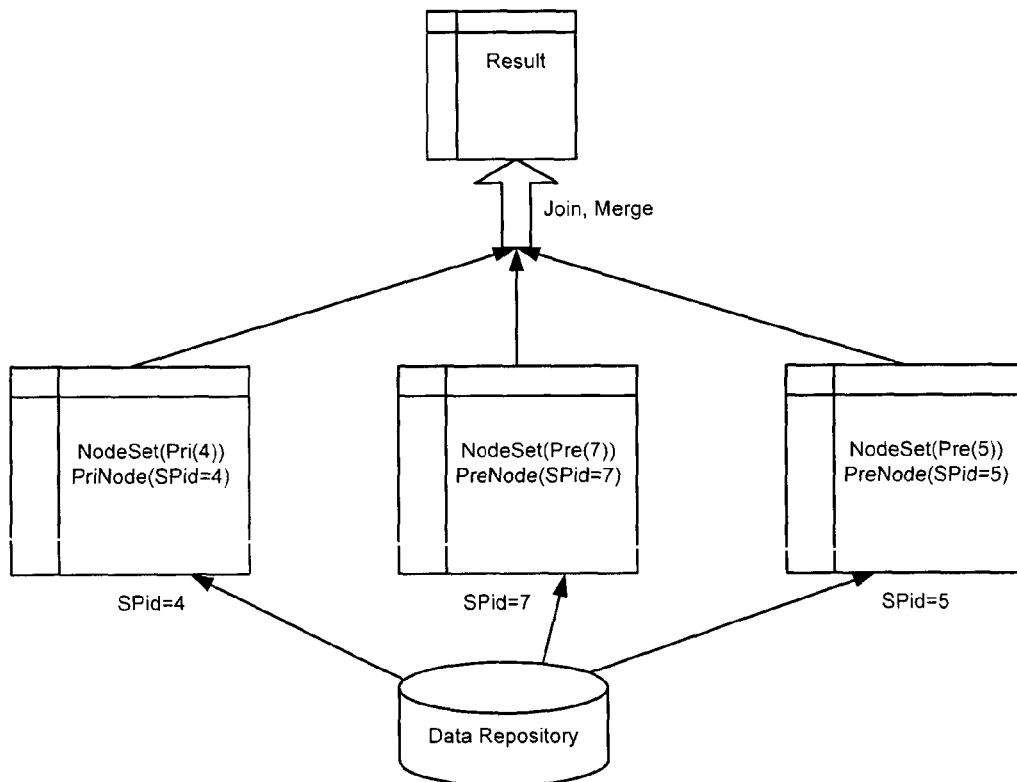 Result
Join, Merge
NodeSet(Pri(4))
PriNode(SPid=4)
NodeSet(Pre(7))
PreNode(SPid=7)
NodeSet(Pre(5))
PreNode(SPid=5)
SPid=4
SPid=7
SPid=5
Data Repository